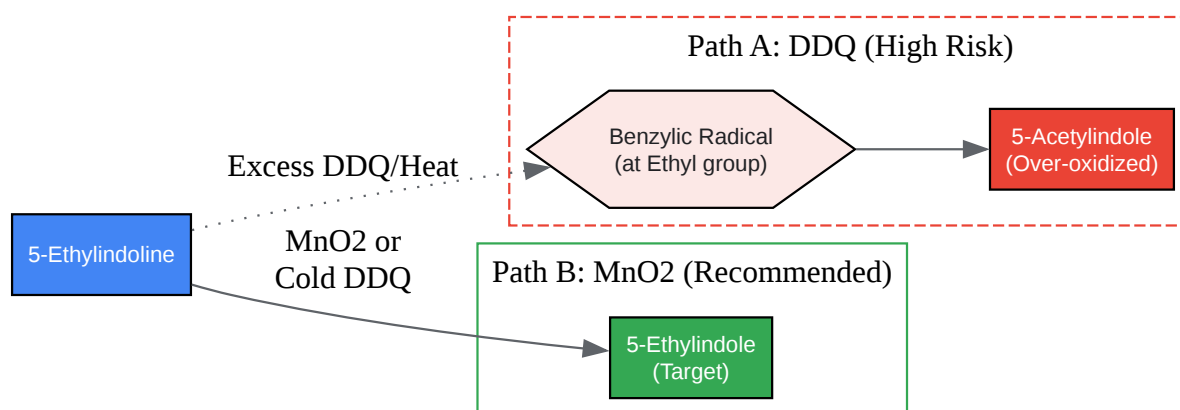 Path A: DDQ (High Risk)
Benzylic Radical
(at Ethyl group)
5-Acetylindole
(Over-oxidized)
Excess DDQ/Heat
5-Ethylindoline
MnO2 or
Cold DDQ
Path B: MnO2 (Recommended)
5-Ethylindole
(Target)